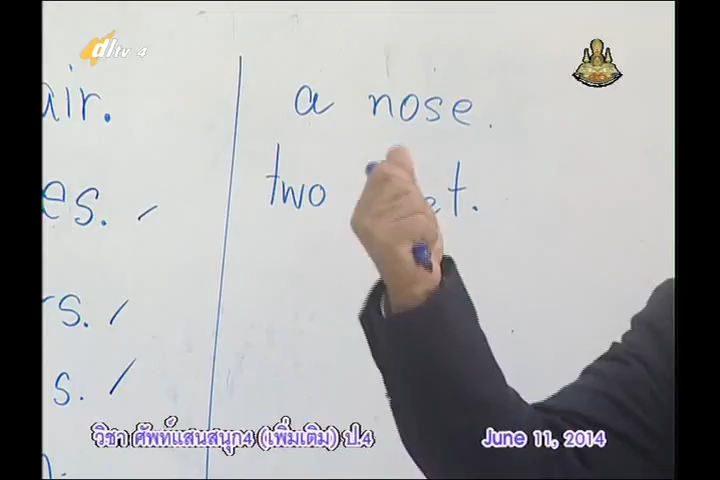 dltv 4
air.
a nose.
es.
two et.
rs.
s.
วิชา ศัพท์แสนสนุก4 (เพิ่มเติม) ป.4
June 11, 2014